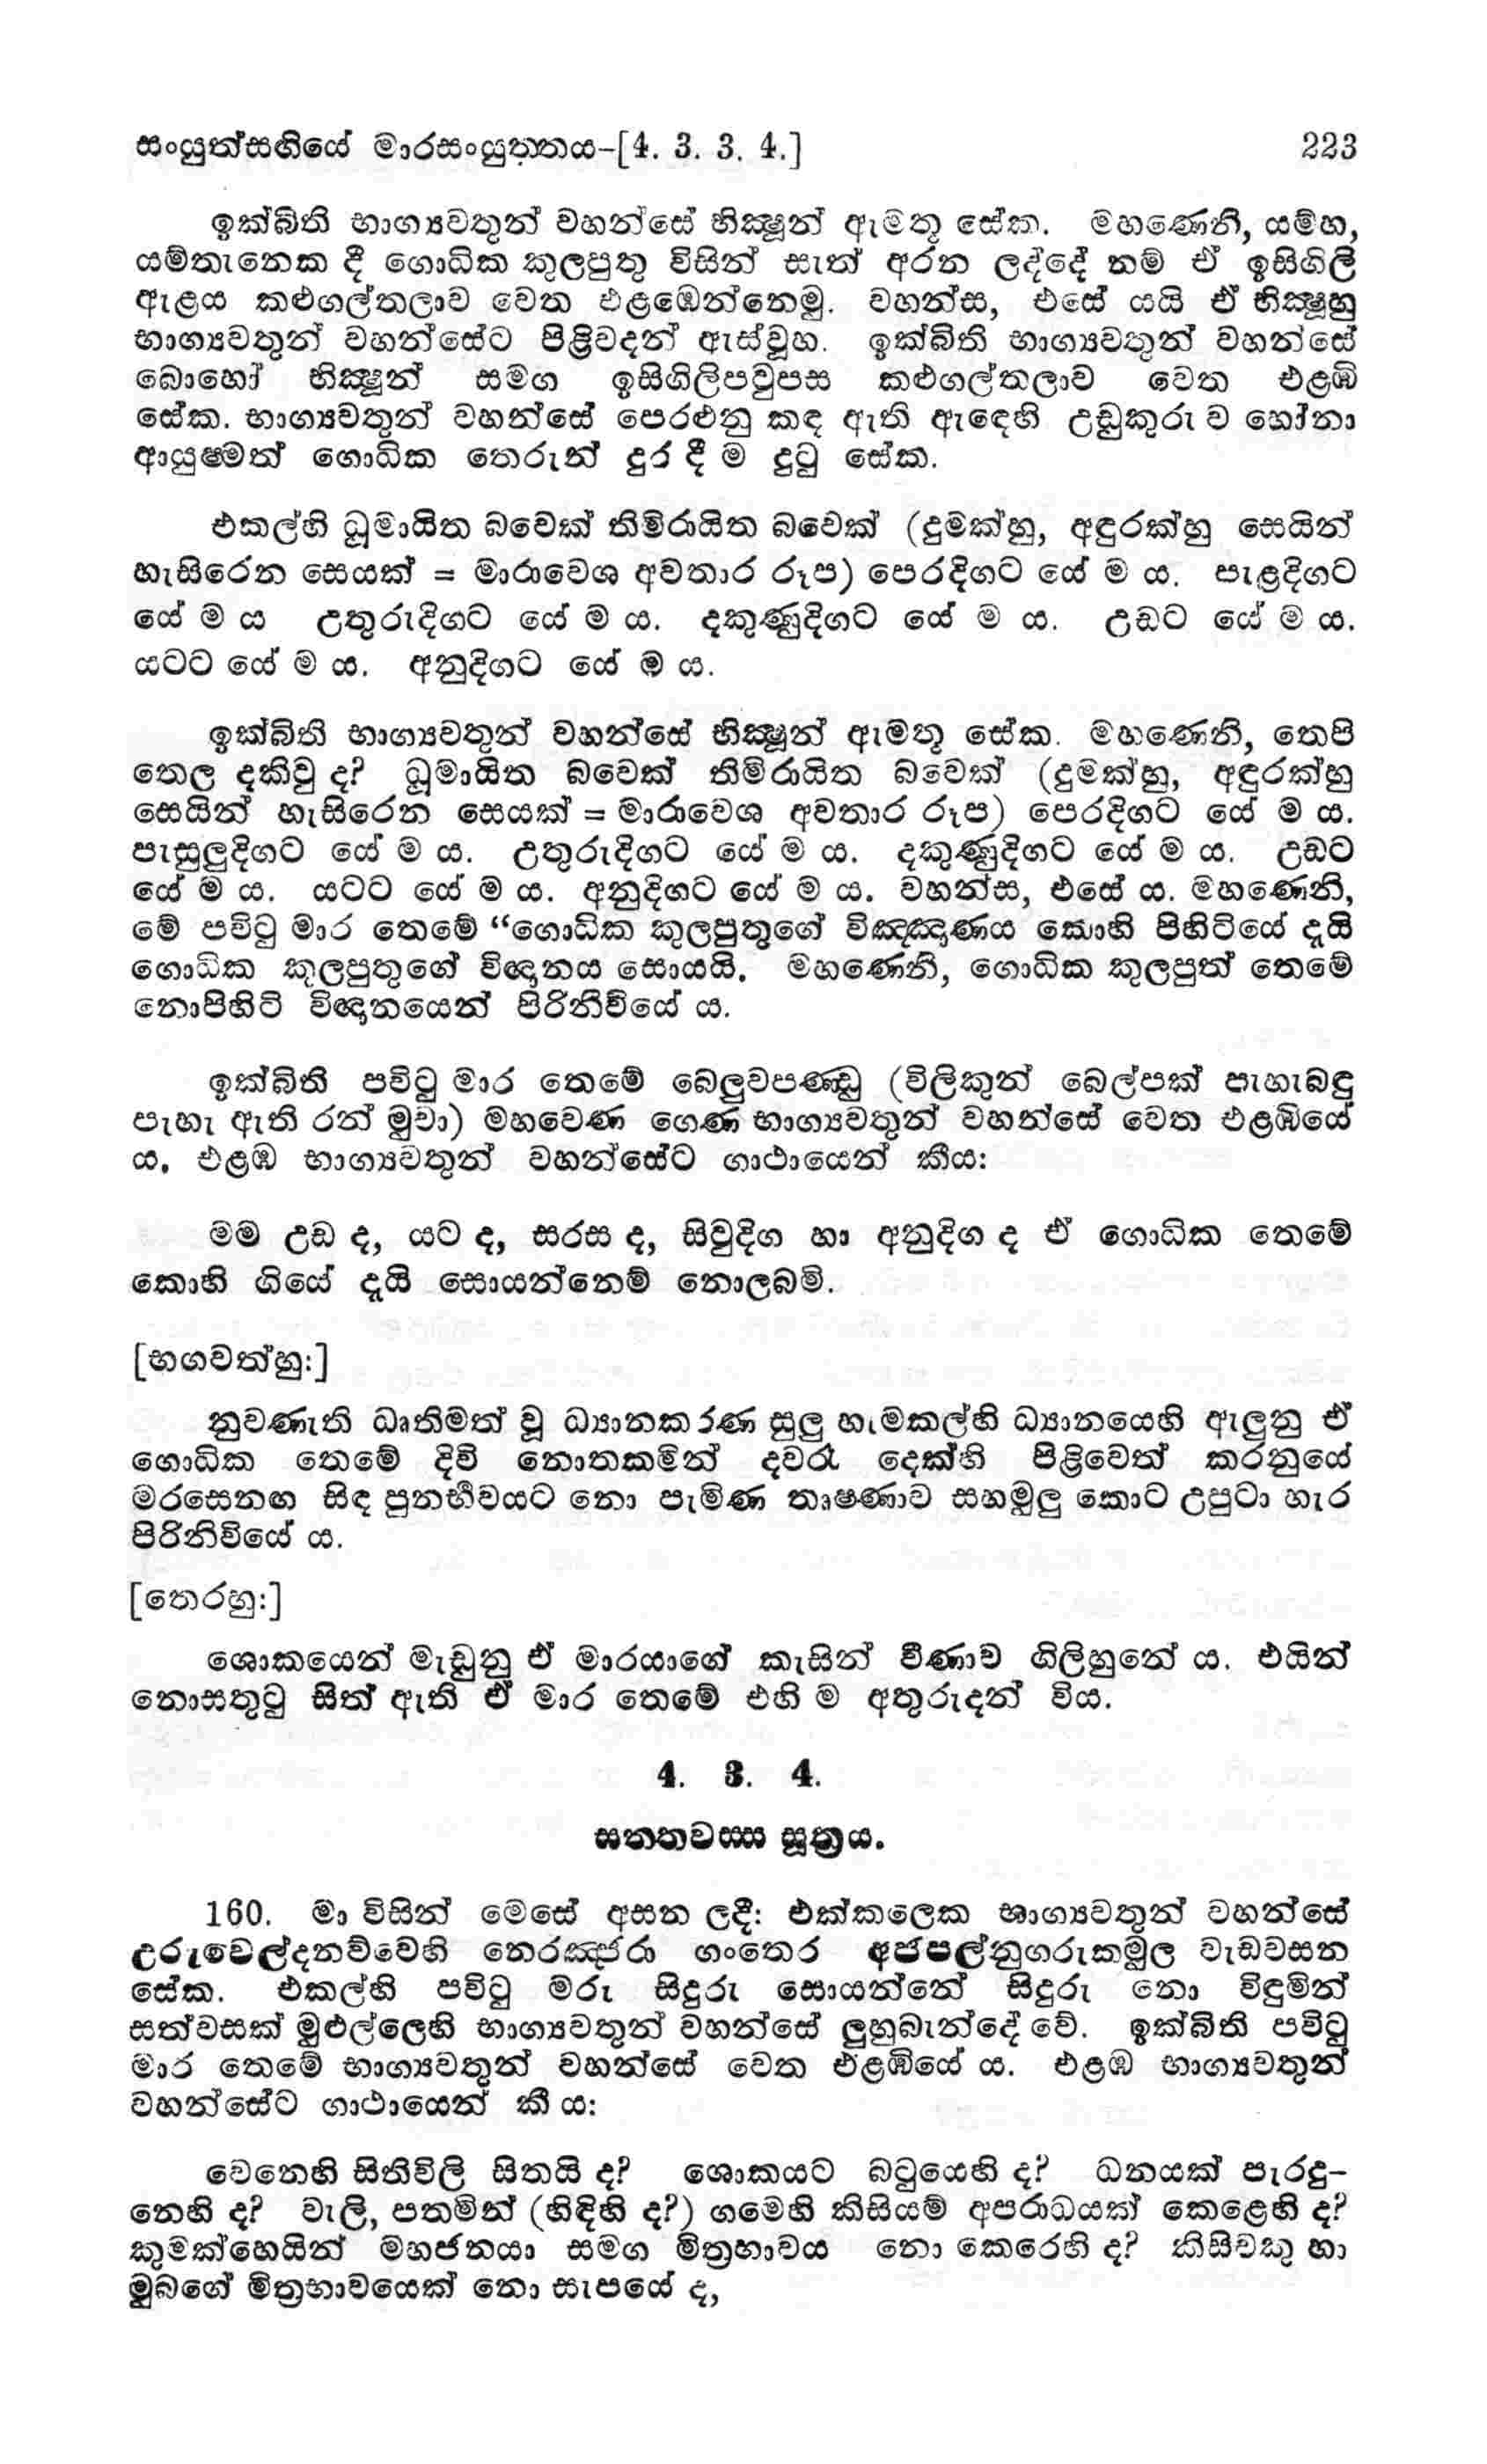 සංයුත්සඟියේ මාරසංයුත්තය-[4. 3. 3. 4.] 223
ඉක්බිති භාග්‍යවතුන් වහන්සේ භික්‍ෂූන් ඇමතූ සේක. මහණෙනි, යම්හ,
යම්තැනෙක දී ගොධික කුලපුතු විසින් සැත් අරන ලද්දේ නම් ඒ ඉසිගිලි
ඇළය කළුගල්තලාව වෙත එළඹෙන්නෙමු. වහන්ස, එසේ යයි ඒ භික්‍ෂූහු
භාග්‍යවතුන් වහන්සේට පිළිවදන් ඇස්වූහ. ඉක්බිති භාග්‍යවතුන් වහන්සේ
බොහෝ භික්‍ෂූන් සමග ඉසිගිලිපවුපස කළුගල්තලාව වෙත එළඹි
සේක. භාග්‍යවතුන් වහන්සේ පෙරළුනු කඳ ඇති ඇඳෙහි උඩුකුරු ව හෝනා
ආයුෂ්මත් ගොධික තෙරුන් දුර දී ම දුටු සේක.
එකල්හි ධූමායිත බවෙක් තිමිරායිත බවෙක් (දුමක්හු, අඳුරක්හු සෙයින්
හැසිරෙන සෙයක් = මාරාවෙශ අවතාර රූප) පෙරදිගට යේ ම ය. පැළදිගට
යේ ම ය උතුරුදිගට යේ ම ය. දකුණුදිගට යේ ම ය. උඩට යේ ම ය.
යටට යේ ම ය. අනුදිගට යේ ම ය.
ඉක්බිති භාග්‍යවතුන් වහන්සේ භික්‍ෂූන් ඇමතූ සේක. මහණෙනි, තෙපි
තෙල දකිවු ද? ධූමායිත බවෙක් තිමිරායිත බවෙක් (දුමක්හු, අඳුරක්හු
සෙයින් හැසිරෙන සෙයක් = මාරාවෙශ අවතාර රූප) පෙරදිගට යේ ම ය.
පැසුලුදිගට යේ ම ය. උතුරුදිගට යේ ම ය. දකුණුදිගට යේ ම ය. උඩට
යේ ම ය. යටට යේ ම ය. අනුදිගට යේ ම ය. වහන්ස, එසේ ය. මහණෙනි,
මේ පවිටු මාර තෙමේ “ගොධික කුලපුතුගේ විඤ්ඤාණය කොහි පිහිටියේ දැයි
ගොධික කුලපුතුගේ විඥානය සොයයි. මහණෙනි, ගොධික කුලපුත් තෙමේ
නොපිහිටි විඥානයෙන් පිරිනිවියේ ය.
ඉක්බිති පවිටු මාර තෙමේ බෙලුවපණ්ඩු (විලිකුන් බෙල්පක් පැහැබඳු
පැහැ ඇති රන් මුවා) මහවෙණ ගෙණ භාග්‍යවතුන් වහන්සේ වෙත එළඹියේ
ය. එළඹ භාග්‍යවතුන් වහන්සේට ගාථායෙන් කීය:
මම උඩ ද, යට ද, සරස ද, සිවුදිග හා අනුදිග ද ඒ ගොධික තෙමේ
කොහි ගියේ දැයි සොයන්නෙම් නොලබමි.
[භගවත්හු:]
නුවණැති ධෘතිමත් වූ ධ්‍යානකරණ සුලු හැමකල්හි ධ්‍යානයෙහි ඇලුනු ඒ
ගොධික තෙමේ දිවි නොතකමින් දවරෑ දෙක්හි පිළිවෙත් කරනුයේ
මරසෙනඟ සිඳ පුනර්භවයට නො පැමිණ තෘෂ්ණාව සහමුලු කොට උපුටා හැර
පිරිනිවියේ ය.
[තෙරහු:]
ශොකයෙන් මැඩුනු ඒ මාරයාගේ කැසින් වීණාව ගිලිහුනේ ය. එයින්
නොසතුටු සිත් ඇති ඒ මාර තෙමේ එහි ම අතුරුදන් විය.
4. 3. 4.
සත්තවස්ස සූත්‍රය.
160. මා විසින් මෙසේ අසන ලදී: එක්කලෙක භාග්‍යවතුන් වහන්සේ
උරුවෙල්දනව්වෙහි නෙරඤ්ජරා ගංතෙර අජපල්නුගරුකමුල වැඩවසන
සේක. එකල්හි පවිටු මරු සිදුරු සොයන්නේ සිදුරු නො විඳුමින්
සත්වසක් මුළුල්ලෙහි භාග්‍යවතුන් වහන්සේ ලුහුබැන්දේ වේ. ඉක්බිති පවිටු
මාර තෙමේ භාග්‍යවතුන් වහන්සේ වෙත එළඹියේ ය. එළඹ භාග්‍යවතුන්
වහන්සේට ගාථායෙන් කී ය:
වෙනෙහි සිතිවිලි සිතයි ද? ශොකයට බටුයෙහි ද? ධනයක් පැරදු-
නෙහි ද? වැලි, පතමින් (හිඳිහි ද?) ගමෙහි කිසියම් අපරාධයක් කෙළෙහි ද?
කුමක්හෙයින් මහජනයා සමග මිත්‍රභාවය නො කෙරෙහි ද? කිසිවකු හා
මුබගේ මිත්‍රභාවයෙක් නො සැපයේ ද,